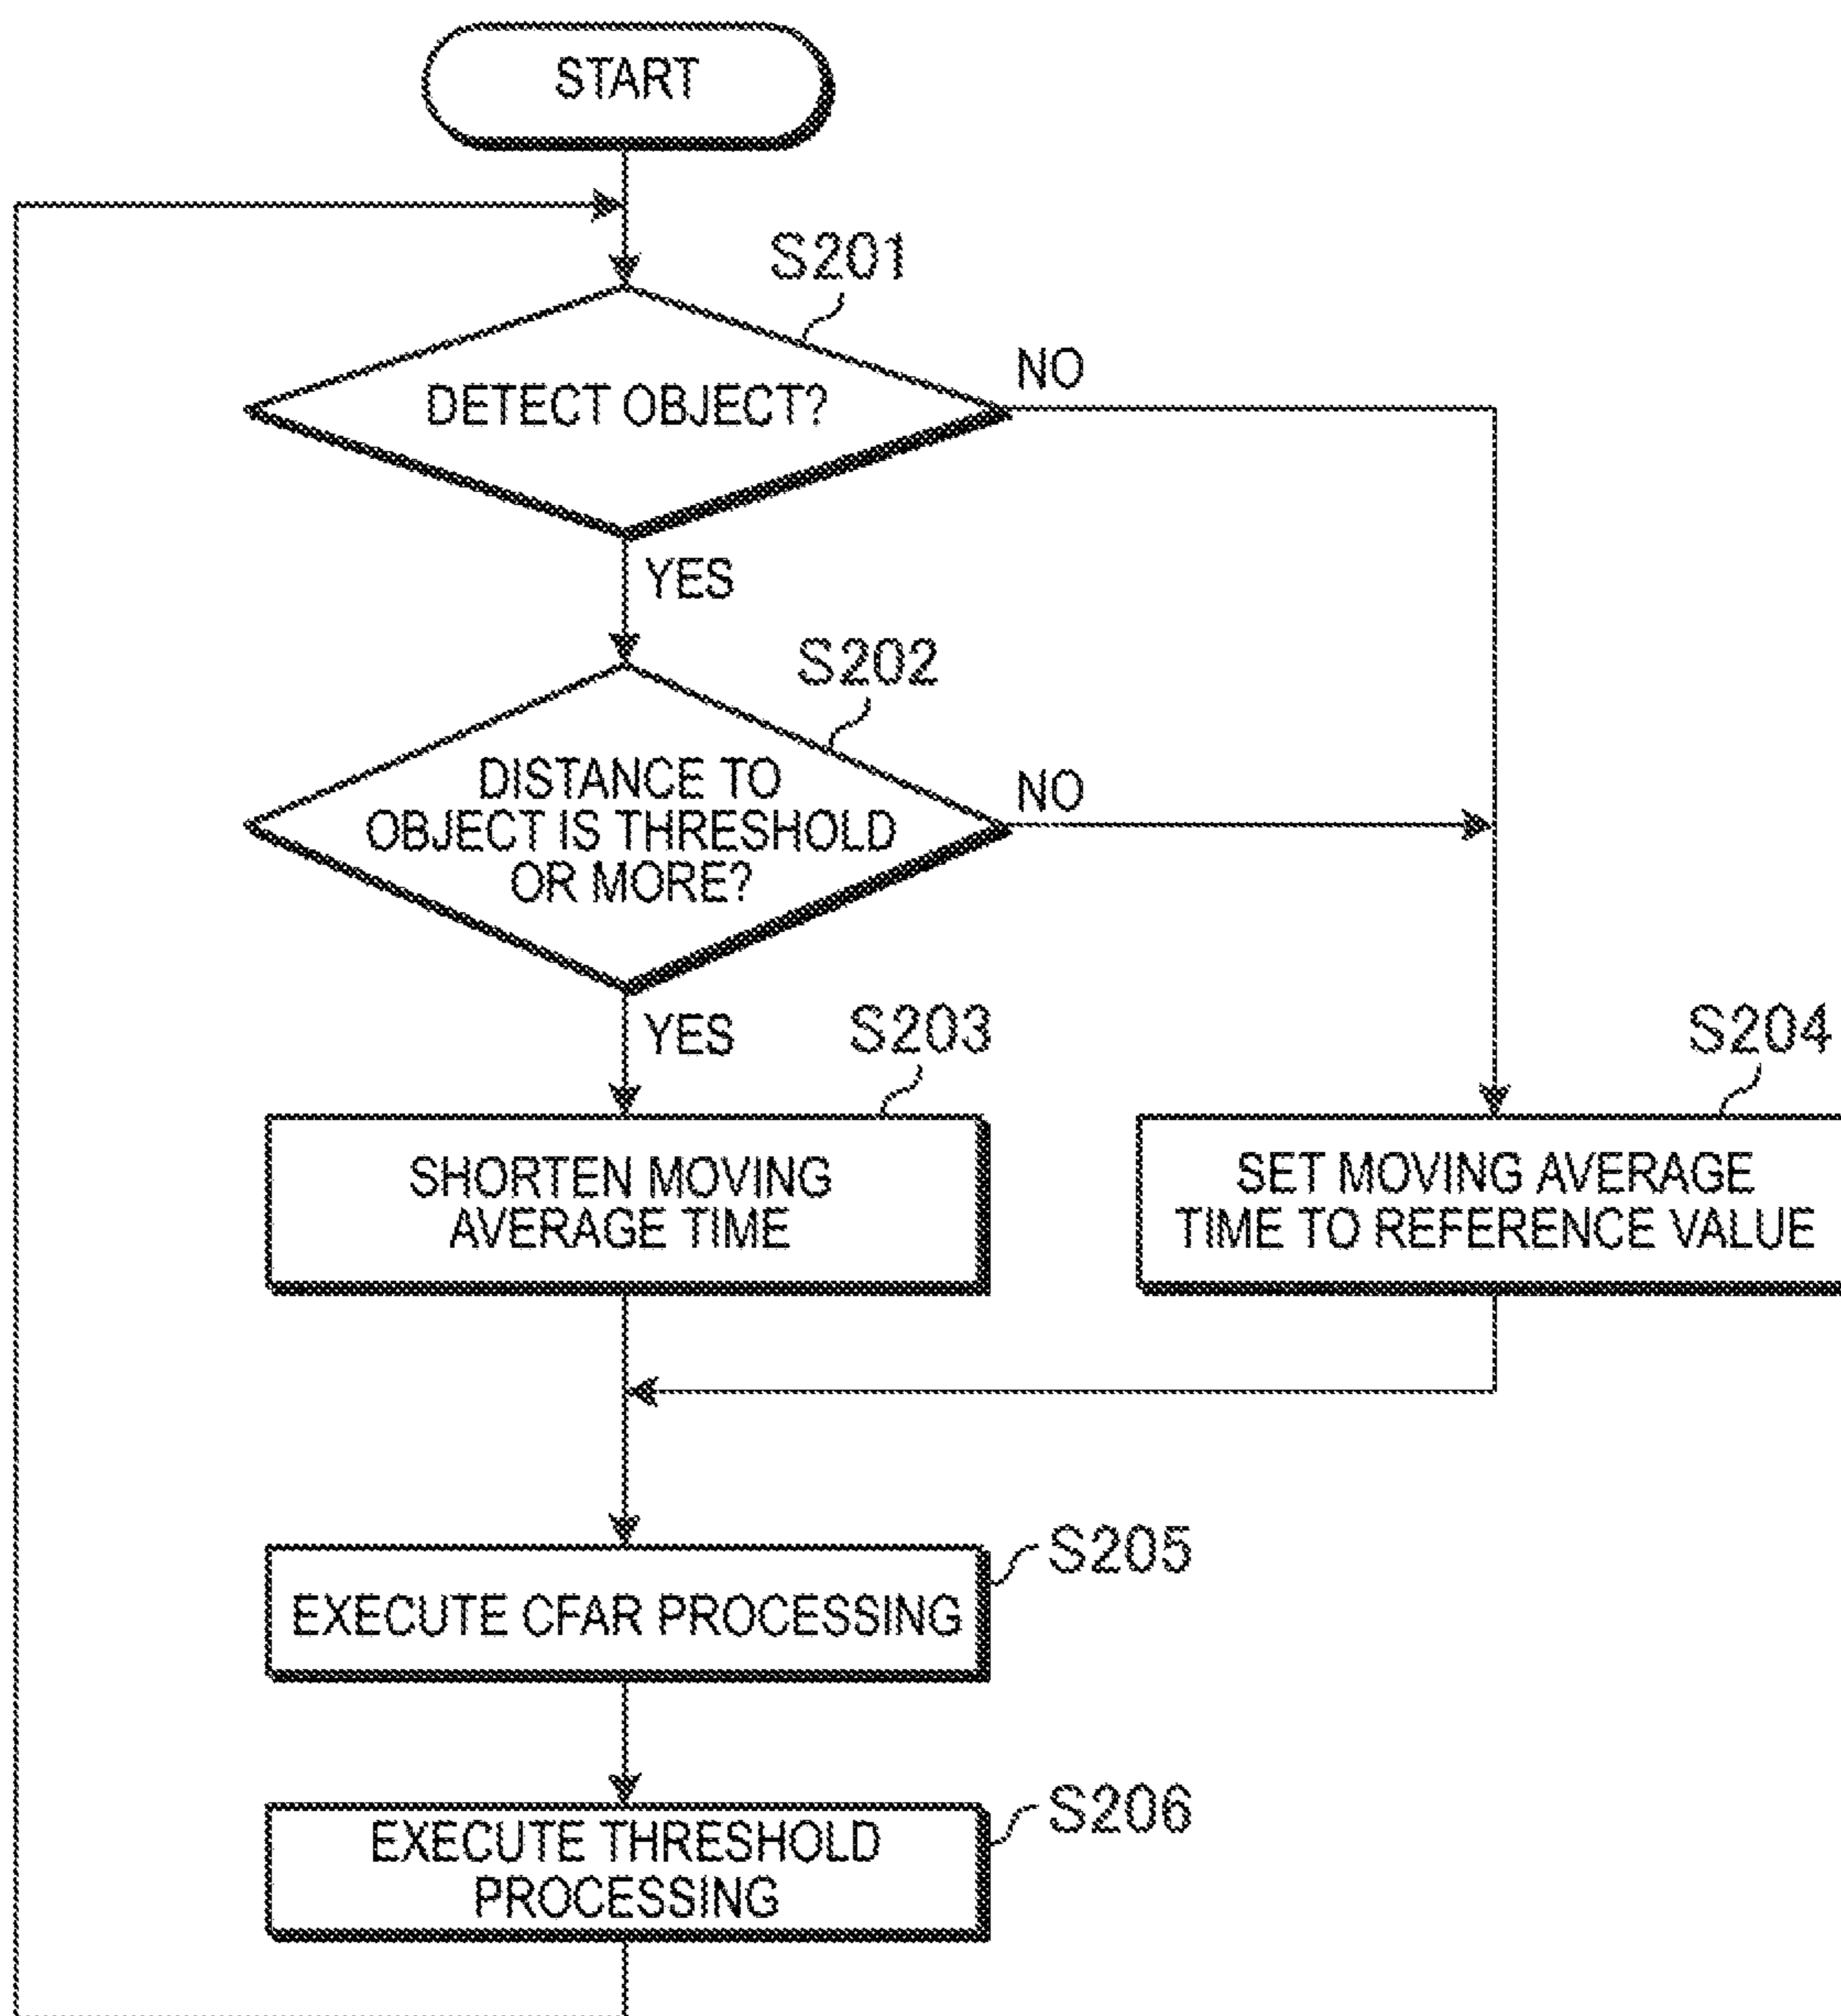 START
S201
DETECT OBJECT?
NO
YES
S202
DISTANCE TO
OBJECT IS THRESHOLD
OR MORE?
NO
YES
S203
SHORTEN MOVING
AVERAGE TIME
S204
SET MOVING AVERAGE
TIME TO REFERENCE VALUE
S205
EXECUTE CFAR PROCESSING
S206
EXECUTE THRESHOLD
PROCESSING